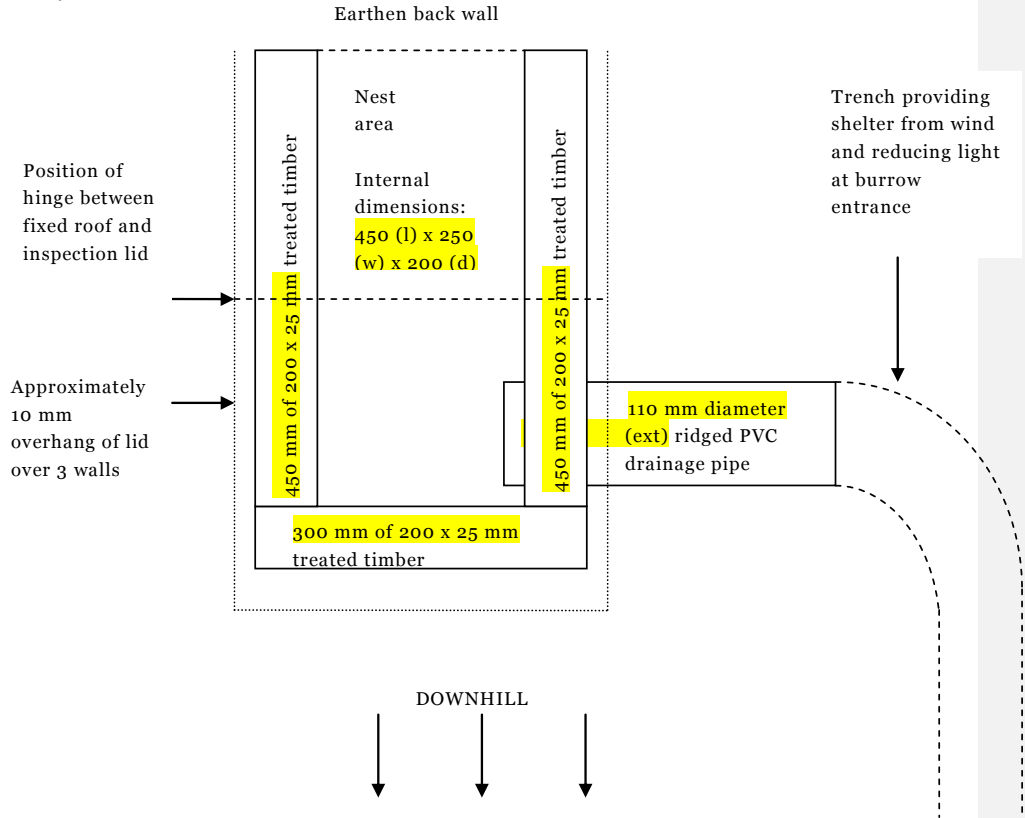 Earthen back wall
Nest
area
Internal
dimensions:
450 (l) x 250
(w) x 200 (d)
Trench providing
shelter from wind
and reducing light
at burrow
entrance
Position of
hinge between
fixed roof and
inspection lid
450 mm of 200 x 25 mm treated timber
450 mm of 200 x 25 mm treated timber
Approximately
10 mm
overhang of lid
over 3 walls
110 mm diameter
(ext) ridged PVC
drainage pipe
300 mm of 200 x 25 mm
treated timber
DOWNHILL